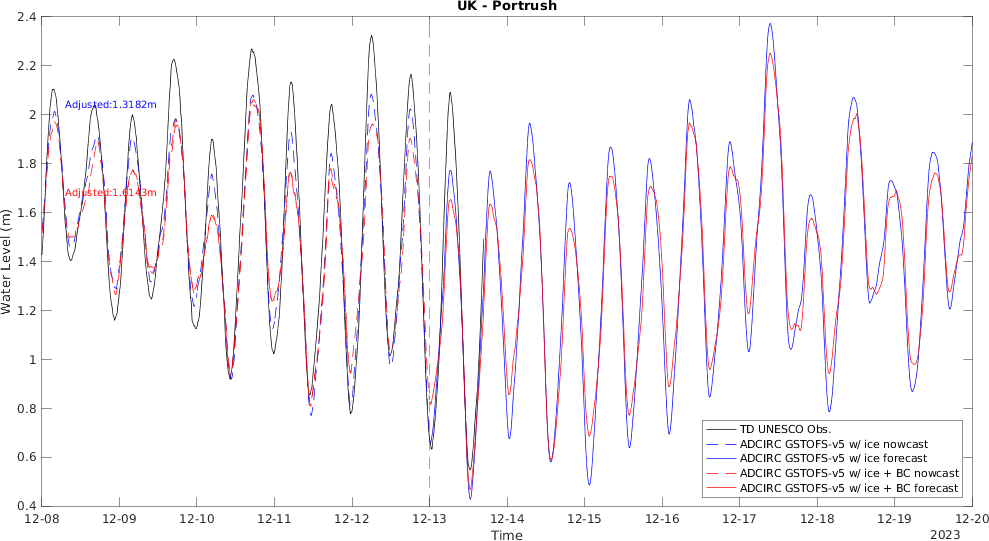 UK - Portrush
2.4
2.2
2
1.8
1.6
1.4
1.2
1
0.8
0.6
0.4
Water Level (m)
Adjusted:1.3182m
Adjusted:1.6143m
TD UNESCO Obs.
ADCIRC GSTOFS-v5 w/ ice nowcast
ADCIRC GSTOFS-v5 w/ ice forecast
ADCIRC GSTOFS-v5 w/ ice + BC nowcast
ADCIRC GSTOFS-v5 w/ ice + BC forecast
12-08 12-09 12-10 12-11 12-12 12-13 12-14 12-15 12-16 12-17 12-18 12-19 12-20
Time
2023